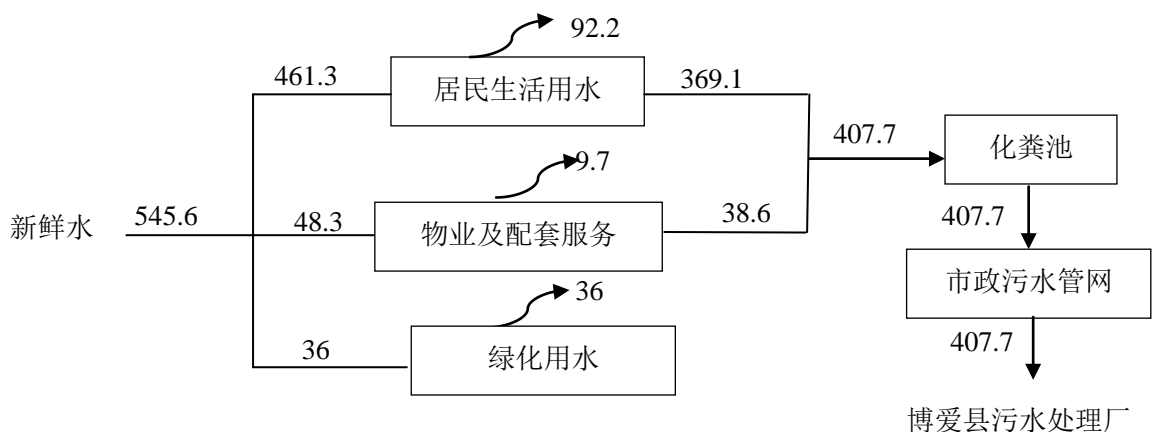 92.2
461.3
居民生活用水
369.1
407.7
化粪池
9.7
新鲜水
545.6
48.3
物业及配套服务
38.6
407.7
市政污水管网
36
36
绿化用水
407.7
博爱县污水处理厂